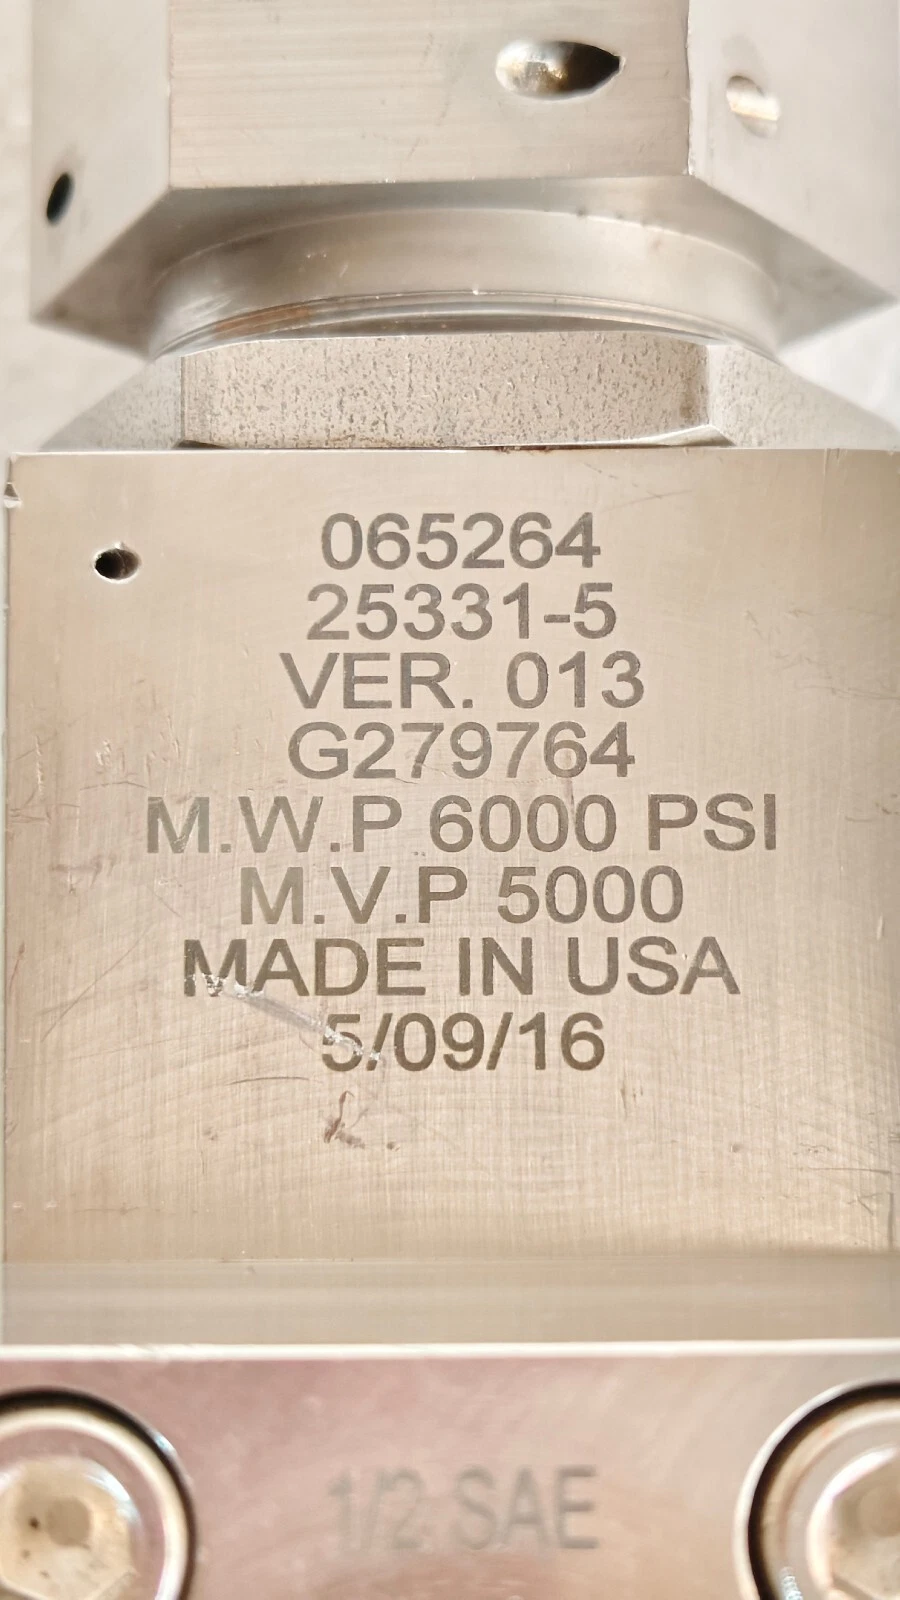 065264
25331-5
VER. 013
G279764
M.W.P 6000 PSI
M.V.P 5000
MADE IN USA
5/09/16
1/2 SAE